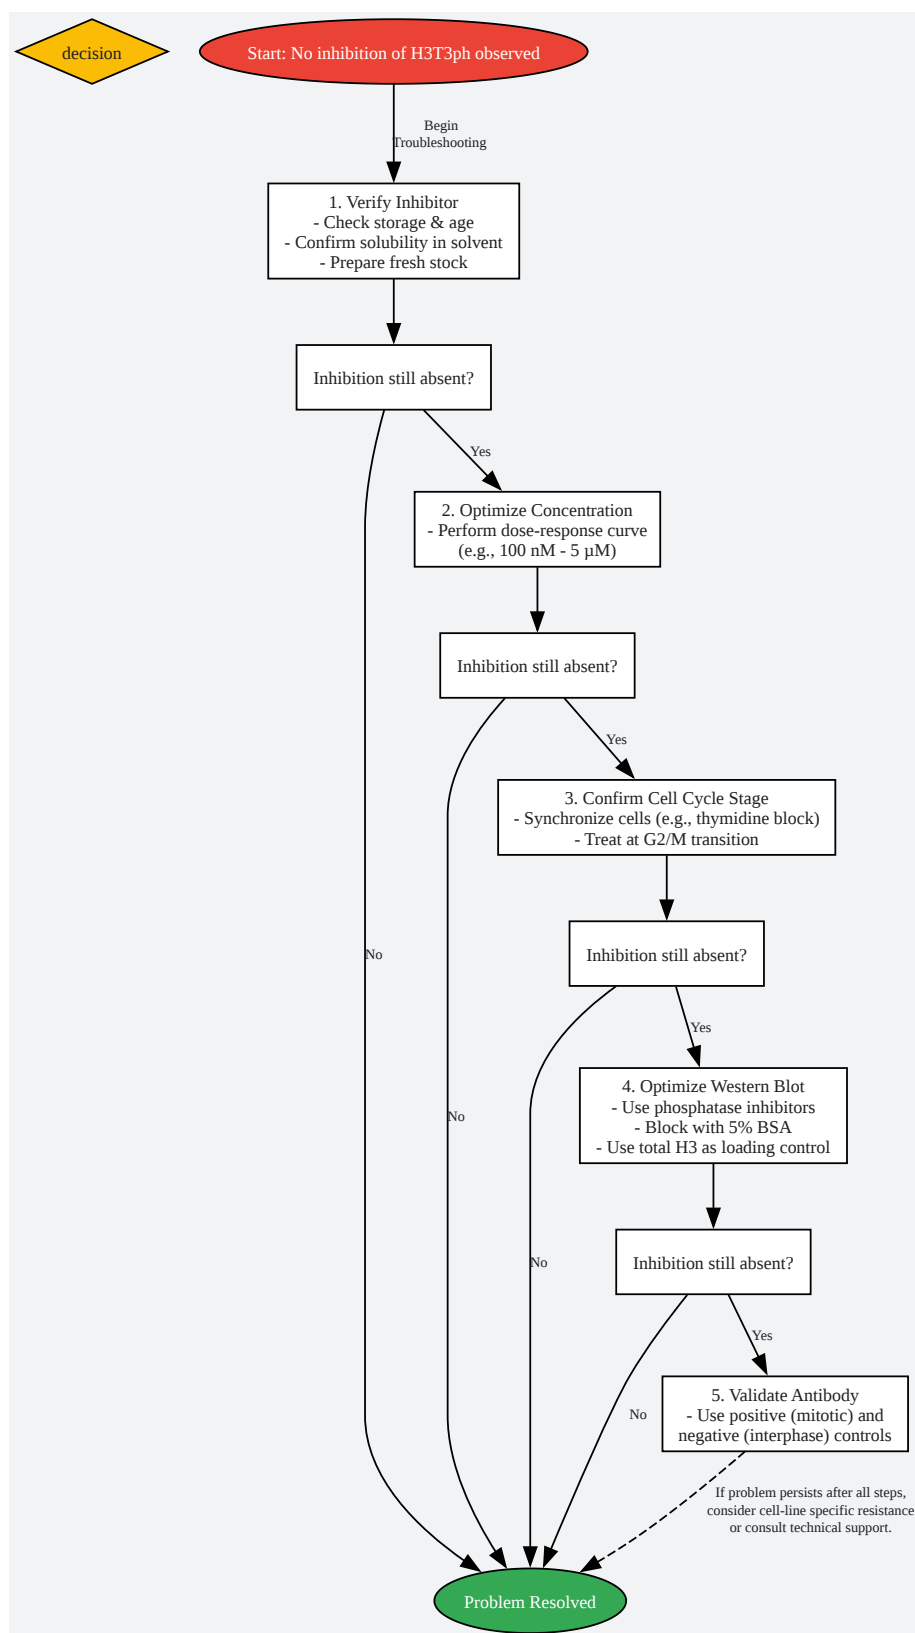 decision
Start: No inhibition of H3T3ph observed
Begin
Troubleshooting
1. Verify Inhibitor
- Check storage & age
- Confirm solubility in solvent
- Prepare fresh stock
Inhibition still absent?
Yes
2. Optimize Concentration
- Perform dose-response curve
(e.g., 100 nM - 5 µM)
Inhibition still absent?
Yes
3. Confirm Cell Cycle Stage
- Synchronize cells (e.g., thymidine block)
- Treat at G2/M transition
No
Inhibition still absent?
Yes
4. Optimize Western Blot
- Use phosphatase inhibitors
- Block with 5% BSA
- Use total H3 as loading control
No
No
Inhibition still absent?
Yes
No
5. Validate Antibody
- Use positive (mitotic) and
negative (interphase) controls
If problem persists after all steps,
consider cell-line specific resistance
or consult technical support.
Problem Resolved